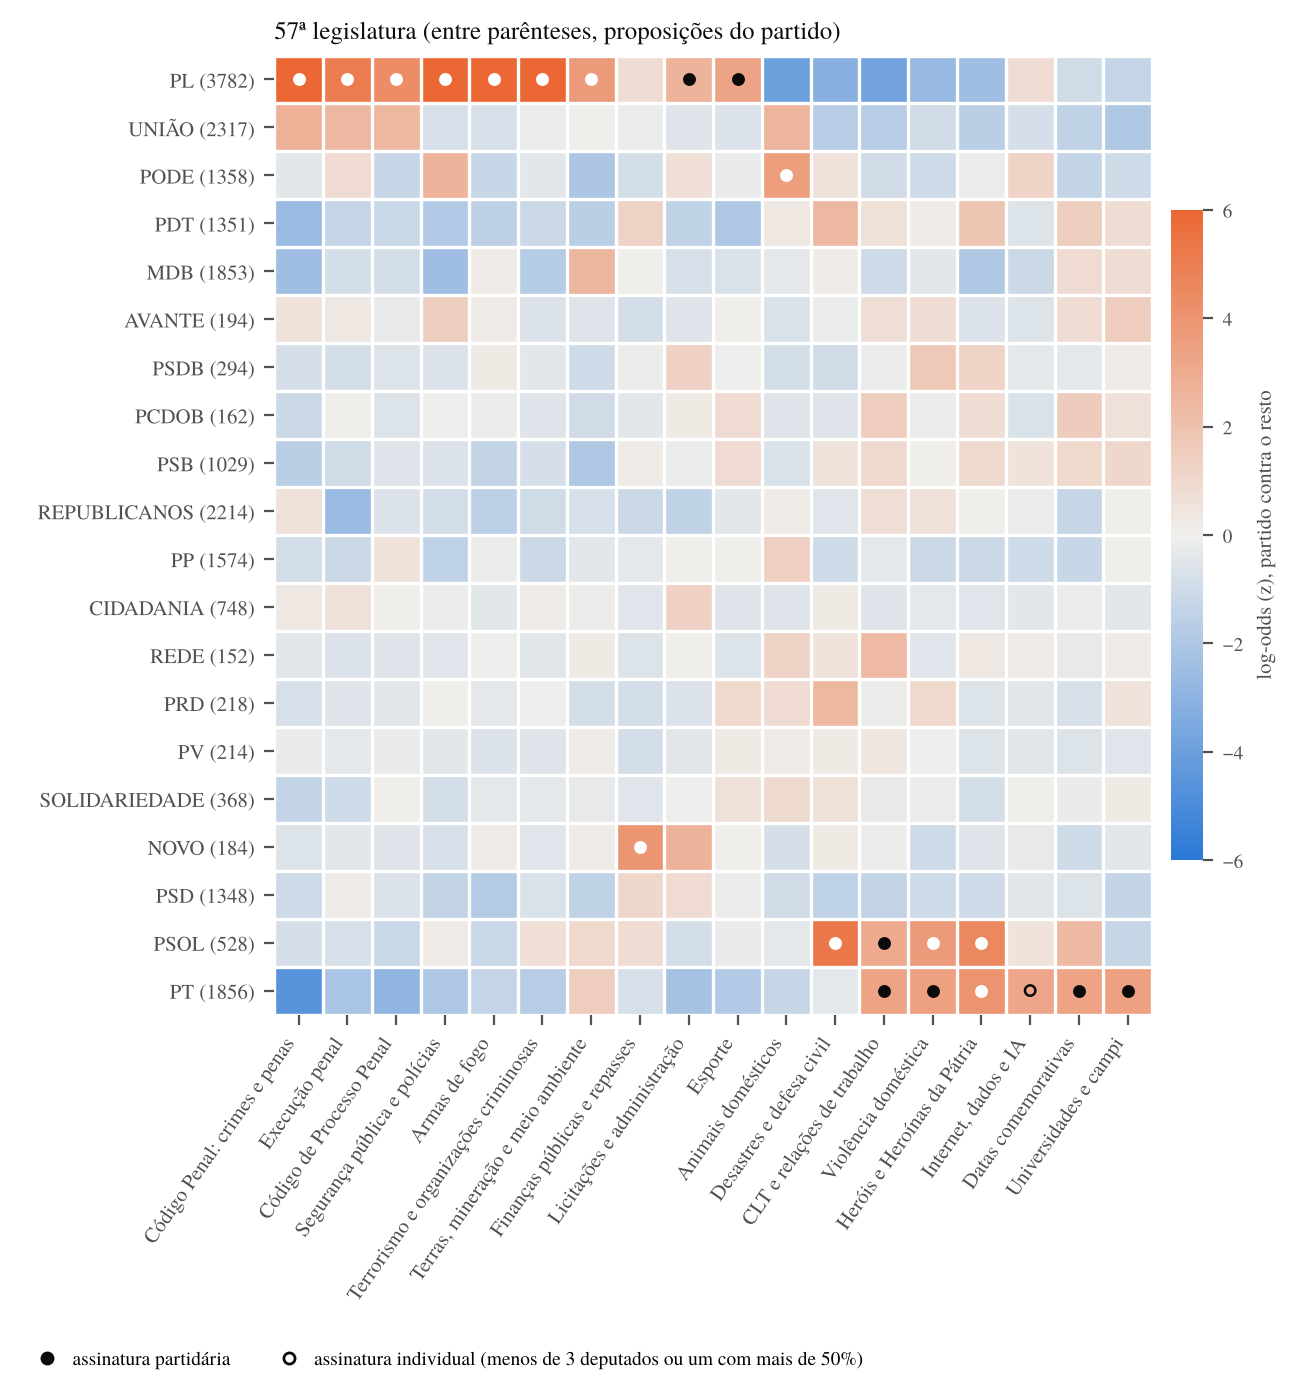 57ª legislatura (entre parênteses, proposições do partido)
PL (3782)
UNIÃO (2317)
PODE (1358)
PDT (1351)
MDB (1853)
AVANTE (194)
PSDB (294)
PCDOB (162)
PSB (1029)
REPUBLICANOS (2214)
PP (1574)
CIDADANIA (748)
REDE (152)
PRD (218)
PV (214)
SOLIDARIEDADE (368)
NOVO (184)
PSD (1348)
PSOL (528)
PT (1856)
Código Penal: crimes e penas
Execução penal
Código de Processo Penal
Segurança pública e polícias
Armas de fogo
Terrorismo e organizações criminosas
Terras, mineração e meio ambiente
Finanças públicas e repasses
Licitações e administração
Esporte
Animais domésticos
Desastres e defesa civil
CLT e relações de trabalho
Violência doméstica
Heróis e Heroínas da Pátria
Internet, dados e IA
Datas comemorativas
Universidades e campi
6
4
2
0
−2
−4
−6
log-odds (z), partido contra o resto
assinatura partidária
assinatura individual (menos de 3 deputados ou um com mais de 50%)